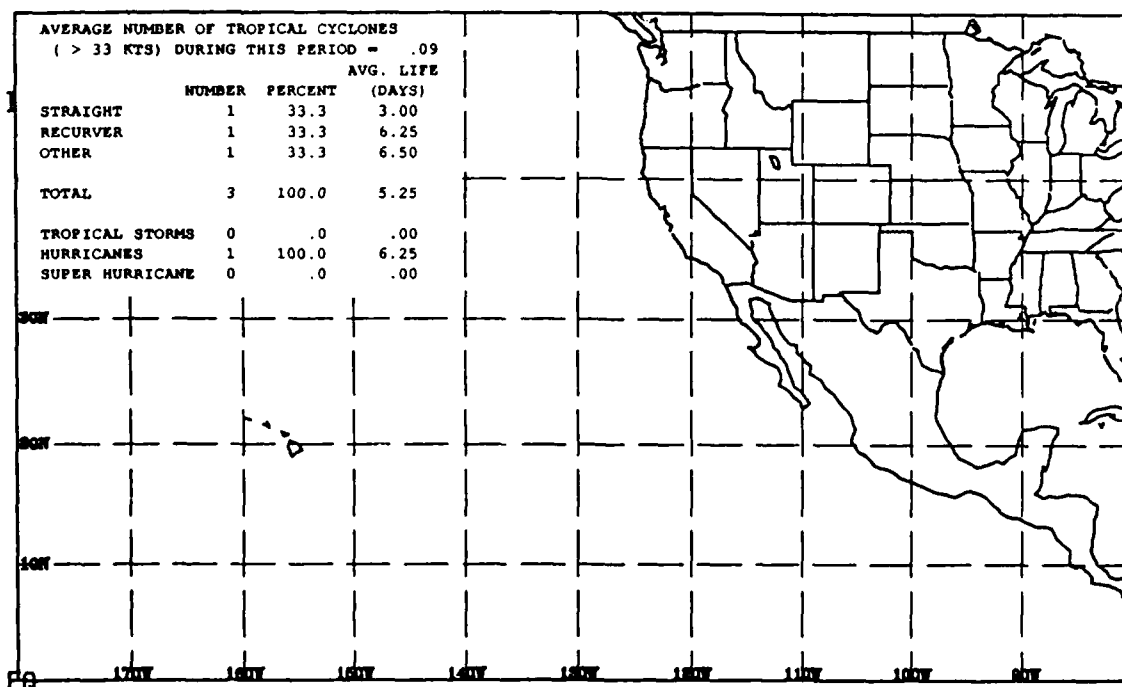 AVERAGE NUMBER OF TROPICAL CYCLONES
( > 33 KTS) DURING THIS PERIOD = .09
AVG. LIFE
NUMBER PERCENT (DAYS)
STRAIGHT 1 33.3 3.00
RECURVER 1 33.3 6.25
OTHER 1 33.3 6.50
TOTAL 3 100.0 5.25
TROPICAL STORMS 0 .0 .00
HURRICANES 1 100.0 6.25
SUPER HURRICANE 0 .0 .00
30N
20N
10N
EQ
170W 160W 150W 140W 130W 120W 110W 100W 90W